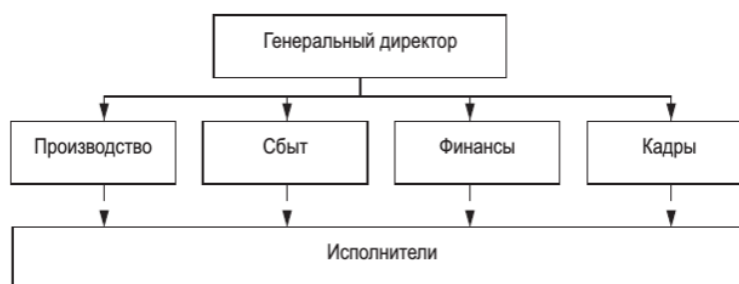 Генеральный директор
Производство
Сбыт
Финансы
Кадры
Исполнители